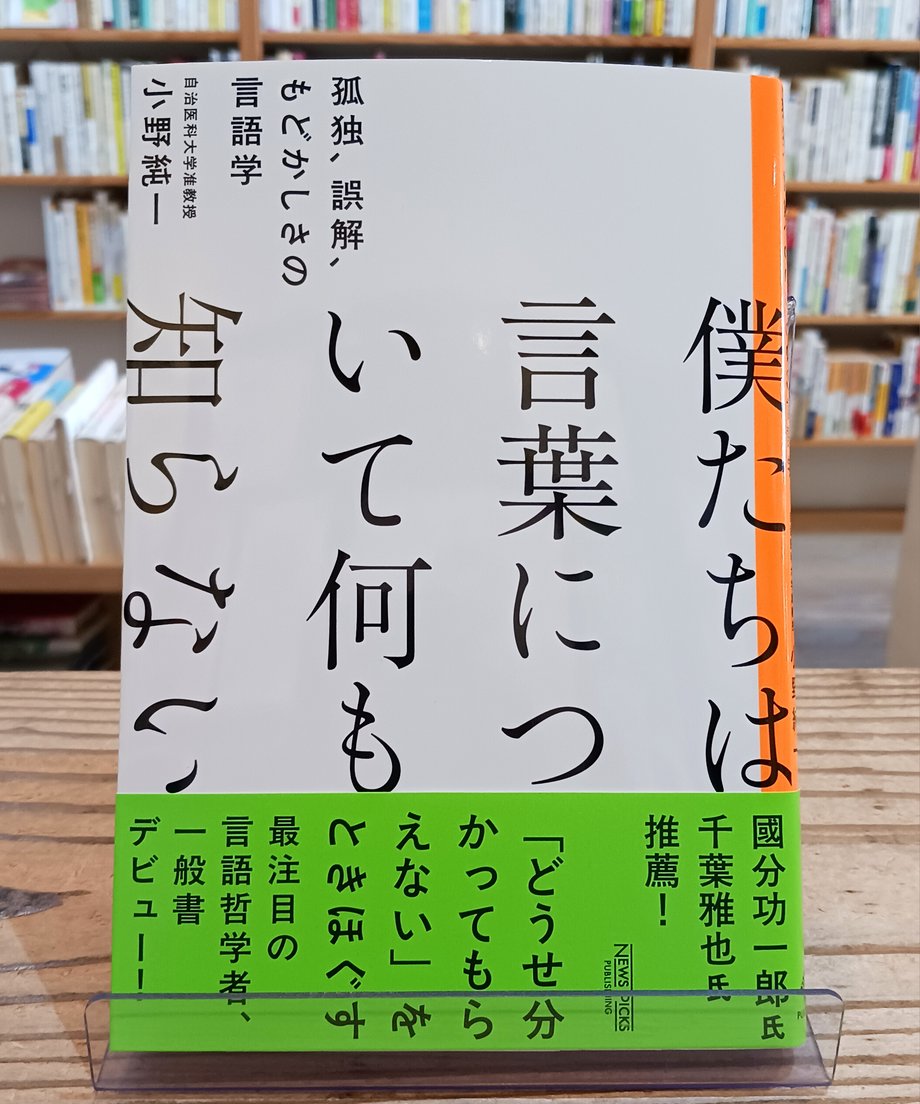 僕たちは
言葉につ
いて何も
知らない
孤独、誤解、
もどかしさの
言語学
自治医科大学准教授
小野純一
國分功一郎氏
千葉雅也氏
推薦！
「どうせ分
かってもら
えない」を
ときほぐす
最注目の
言語哲学者、
一般書
デビュー！
NEWSPICKS
PUBLISHING